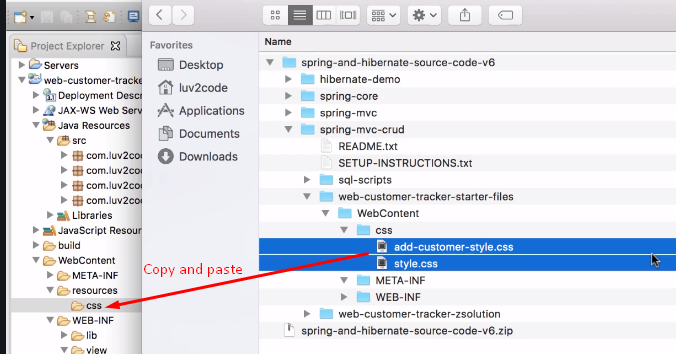 Project Explorer
Servers
web-customer-tracke
Deployment Descr
JAX-WS Web Serv
Java Resources
src
com.luv2code
com.luv2code
com.luv2code
com.luv2code
Libraries
JavaScript Resour
build
WebContent
META-INF
resources
css
WEB-INF
lib
view
Copy and paste
Favorites
Desktop
luv2code
Applications
Documents
Downloads
Name
spring-and-hibernate-source-code-v6
hibernate-demo
spring-core
spring-mvc
spring-mvc-crud
README.txt
SETUP-INSTRUCTIONS.txt
sql-scripts
web-customer-tracker-starter-files
WebContent
css
add-customer-style.css
style.css
META-INF
WEB-INF
web-customer-tracker-zsolution
spring-and-hibernate-source-code-v6.zip